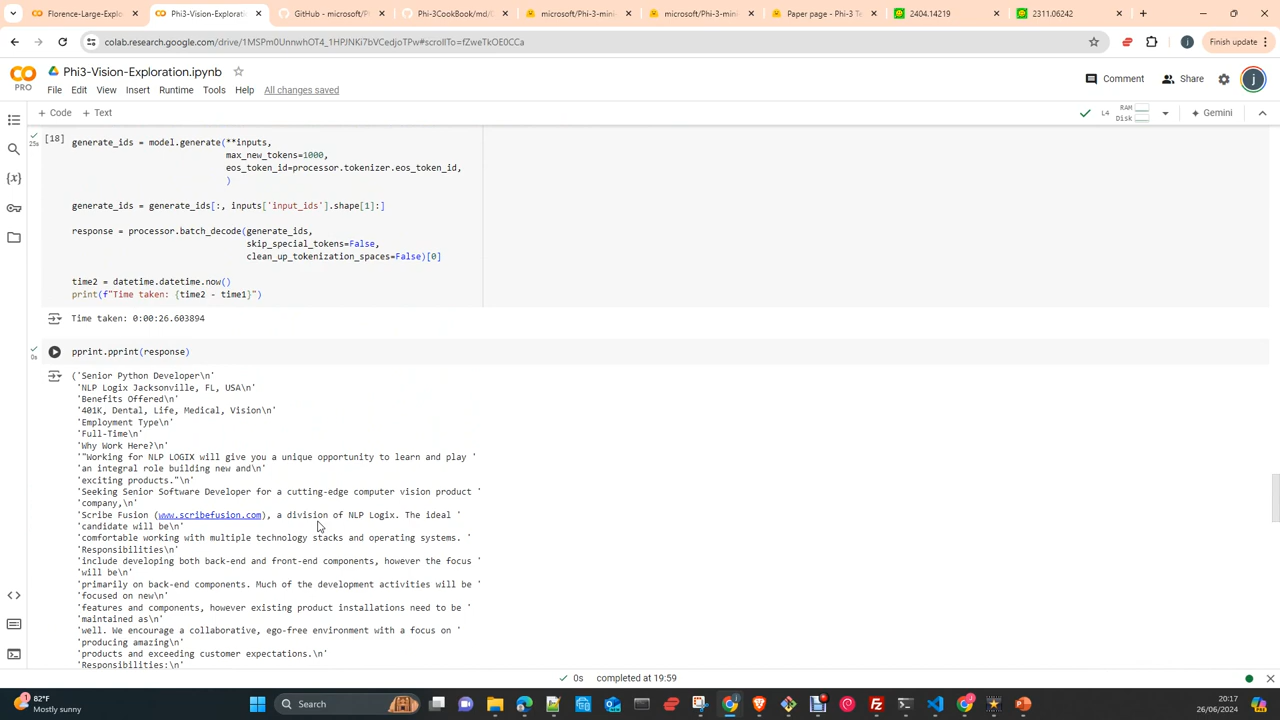 Florence-Large-Explo
Phi3-Vision-Exploratio
GitHub - microsoft/Ph
Phi-3CookBook/md/0
microsoft/Phi-3-mini-
microsoft/Phi-3-mini-
Paper page - Phi-3 Te
2404.14219
2311.06242
colab.research.google.com/drive/1MSPm0UnnwhOT4_1HPJNKi7bVCedjoTPw#scrollTo=fZweTkOE0CCa
Finish update
PRO
Phi3-Vision-Exploration.ipynb
Comment
Share
File Edit View Insert Runtime Tools Help All changes saved
+ Code + Text
L4
RAM
Disk
Gemini
[18]
25s
generate_ids = model.generate(**inputs,
max_new_tokens=1000,
eos_token_id=processor.tokenizer.eos_token_id,
)
generate_ids = generate_ids[:, inputs['input_ids'].shape[1]:]
response = processor.batch_decode(generate_ids,
skip_special_tokens=False,
clean_up_tokenization_spaces=False)[0]
time2 = datetime.datetime.now()
print(f"Time taken: {time2 - time1}")
Time taken: 0:00:26.603894
0s
pprint.pprint(response)
('Senior Python Developer\n'
'NLP Logix Jacksonville, FL, USA\n'
'Benefits Offered\n'
'401K, Dental, Life, Medical, Vision\n'
'Employment Type\n'
'Full-Time\n'
'Why Work Here?\n'
'"Working for NLP LOGIX will give you a unique opportunity to learn and play '
'an integral role building new and\n'
'exciting products."\n'
'Seeking Senior Software Developer for a cutting-edge computer vision product '
'company,\n'
'Scribe Fusion (www.scribefusion.com), a division of NLP Logix. The ideal '
'candidate will be\n'
'comfortable working with multiple technology stacks and operating systems. '
'Responsibilities\n'
'include developing both back-end and front-end components, however the focus '
'will be\n'
'primarily on back-end components. Much of the development activities will be '
'focused on new\n'
'features and components, however existing product installations need to be '
'maintained as\n'
'well. We encourage a collaborative, ego-free environment with a focus on '
'producing amazing\n'
'products and exceeding customer expectations.\n'
'Responsibilities:\n'
0s completed at 19:59
82°F
Mostly sunny
Search
20:17
26/06/2024